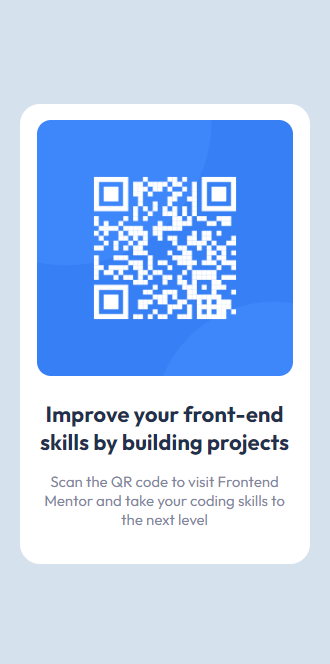 Improve your front-end
skills by building projects
Scan the QR code to visit Frontend
Mentor and take your coding skills to
the next level